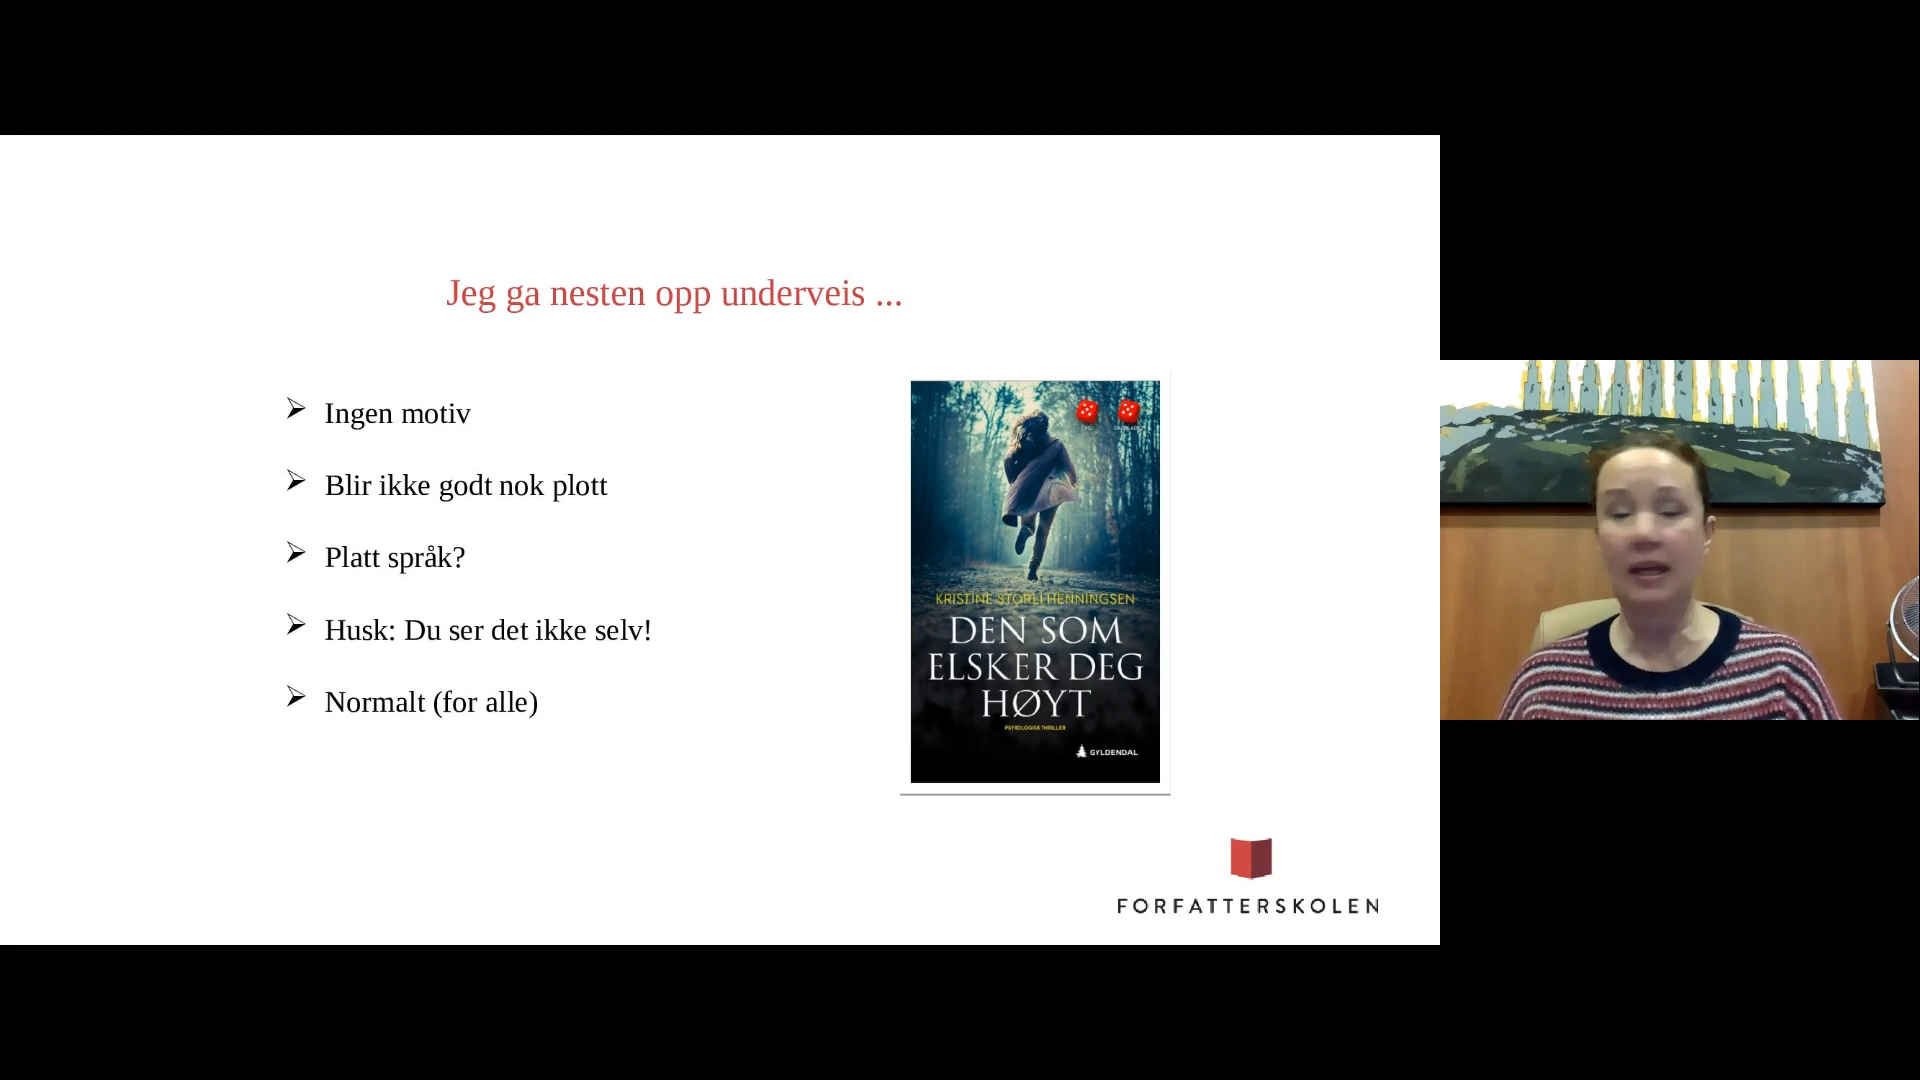 Jeg ga nesten opp underveis ...
Ingen motiv
Blir ikke godt nok plott
Platt språk?
Husk: Du ser det ikke selv!
Normalt (for alle)
KRISTINE STORLI HENNINGSEN
DEN SOM
ELSKER DEG
HØYT
PSYKOLOGISK THRILLER
GYLDENDAL
FORFATTERSKOLEN